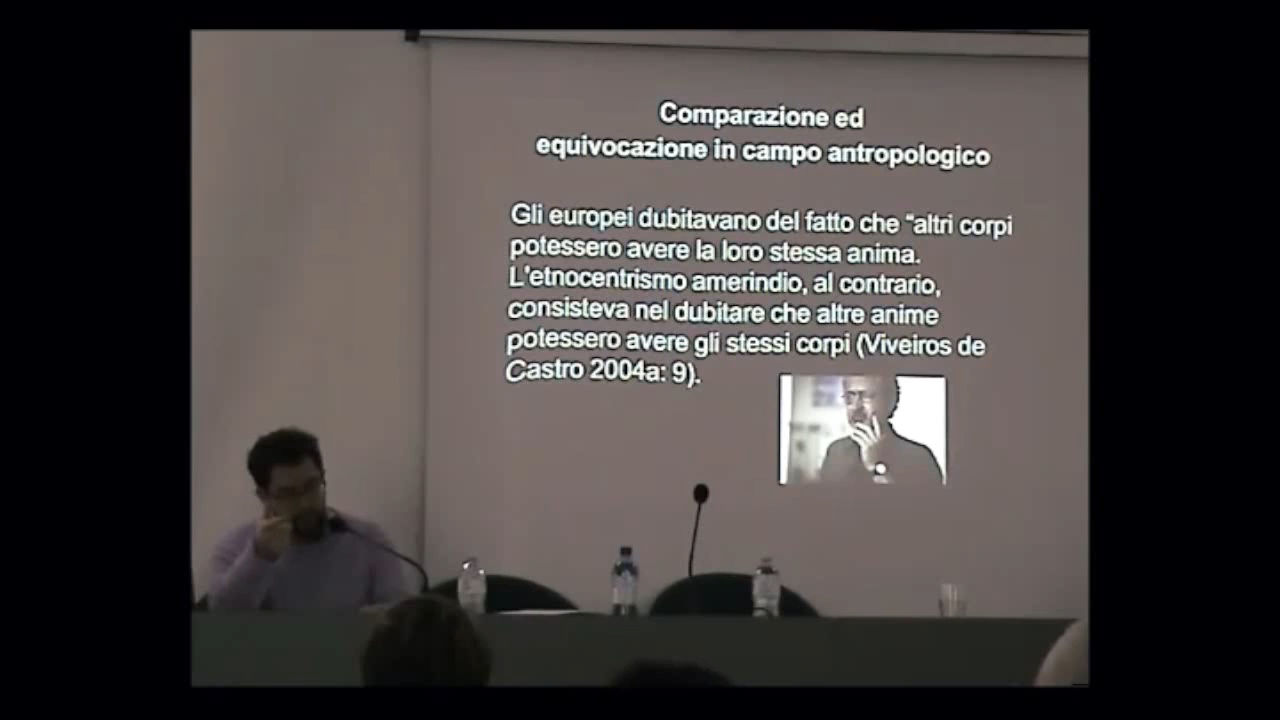 Comparazione ed
equivocazione in campo antropologico
Gli europei dubitavano del fatto che “altri corpi
potessero avere la loro stessa anima.
L'etnocentrismo amerindio, al contrario,
consisteva nel dubitare che altre anime
potessero avere gli stessi corpi (Viveiros de
Castro 2004a: 9).